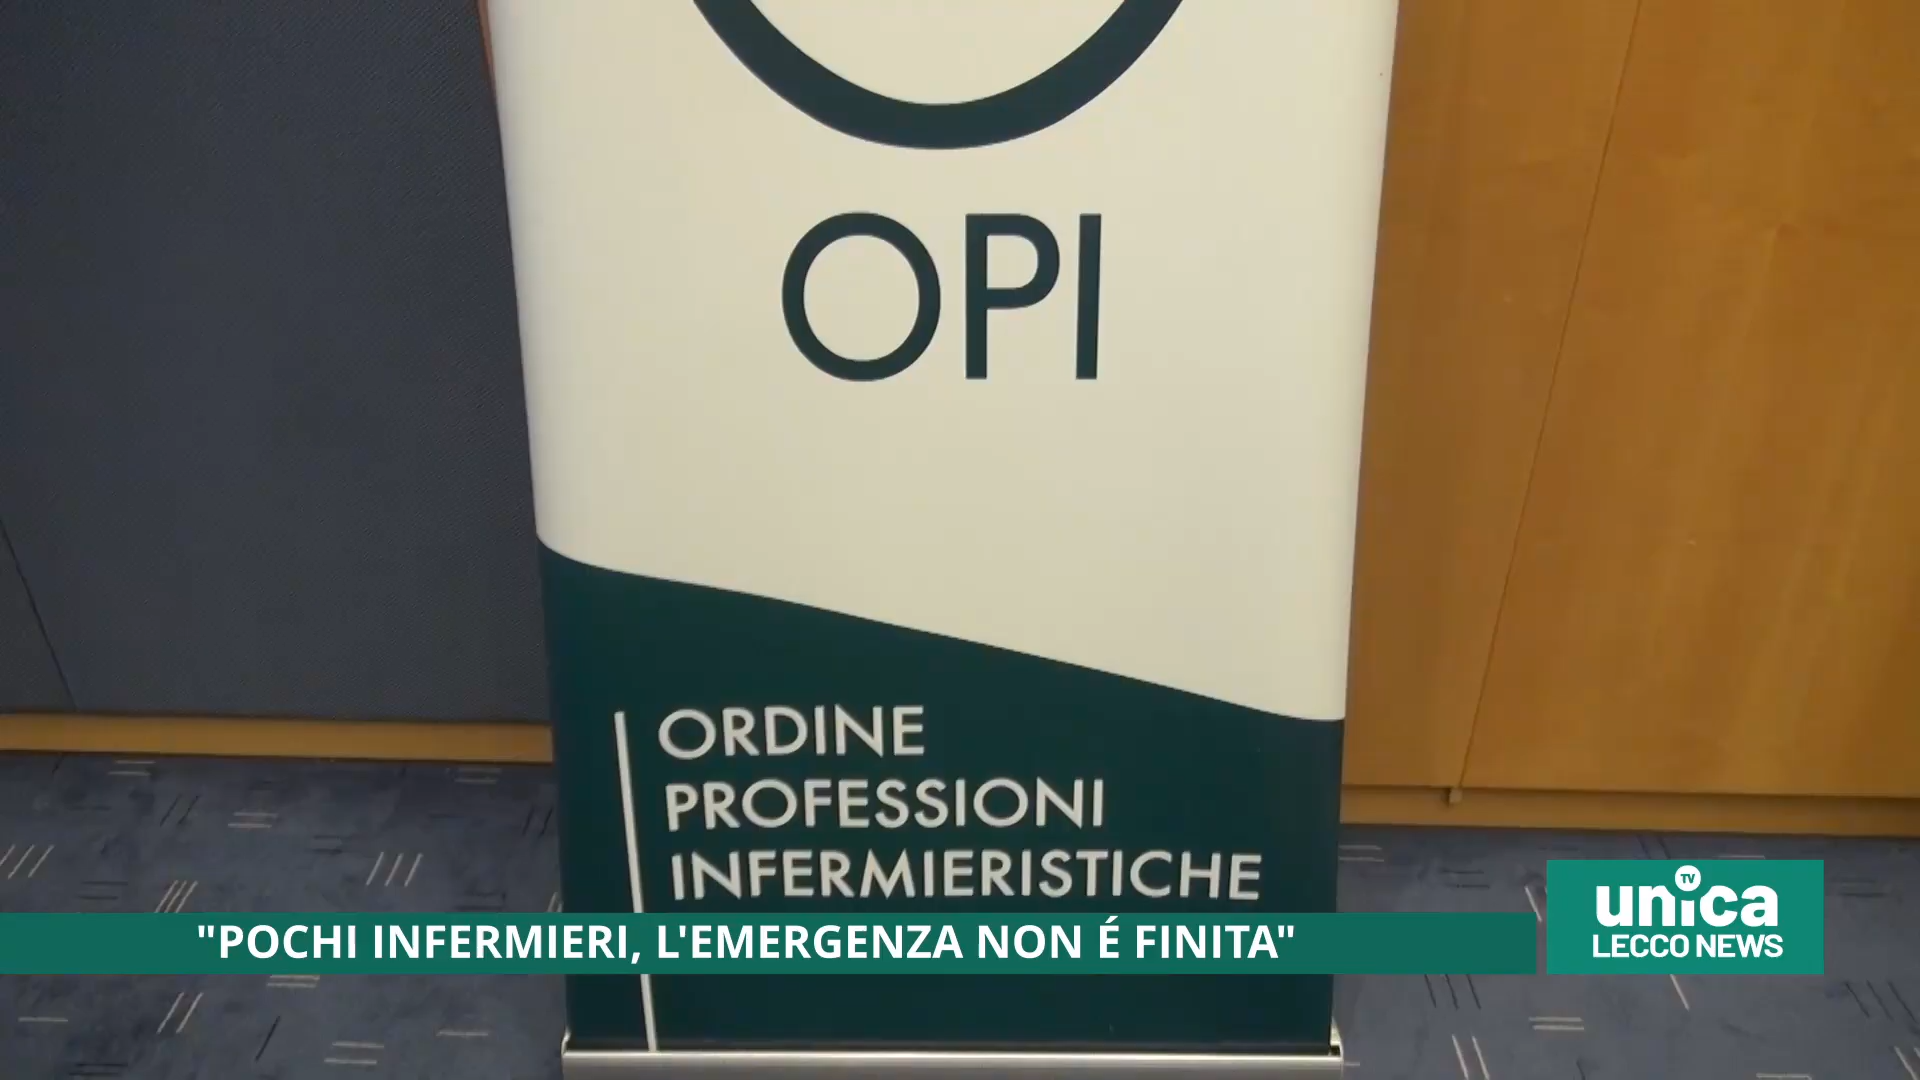 OPI
ORDINE
PROFESSIONI
INFERMIERISTICHE
"POCHI INFERMIERI, L'EMERGENZA NON É FINITA"
TV
unica
LECCO NEWS